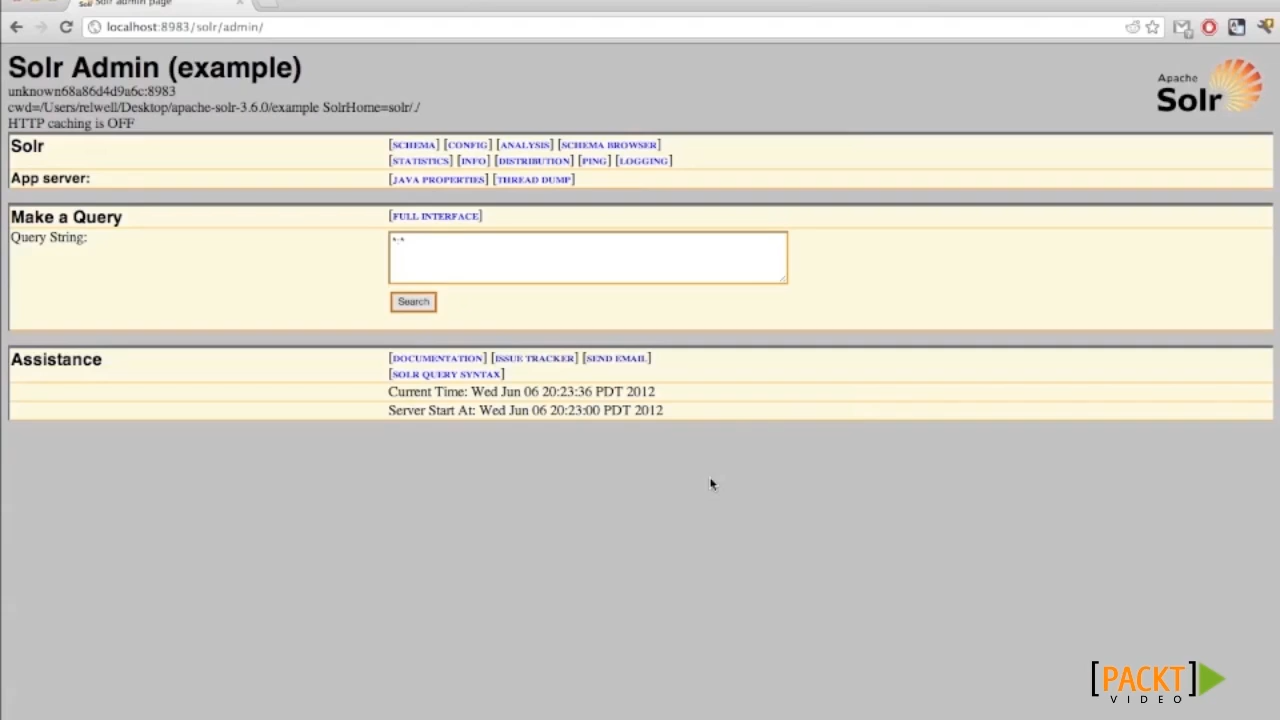 Solr admin page
localhost:8983/solr/admin/
Solr Admin (example)
unknown68a86d4d9a6c:8983
cwd=/Users/relwell/Desktop/apache-solr-3.6.0/example SolrHome=solr/./
HTTP caching is OFF
Apache
Solr
Solr
[SCHEMA] [CONFIG] [ANALYSIS] [SCHEMA BROWSER]
[STATISTICS] [INFO] [DISTRIBUTION] [PING] [LOGGING]
App server:
[JAVA PROPERTIES] [THREAD DUMP]
Make a Query
[FULL INTERFACE]
Query String:
*:*
Search
Assistance
[DOCUMENTATION] [ISSUE TRACKER] [SEND EMAIL]
[SOLR QUERY SYNTAX]
Current Time: Wed Jun 06 20:23:36 PDT 2012
Server Start At: Wed Jun 06 20:23:00 PDT 2012
[PACKT]
VIDEO